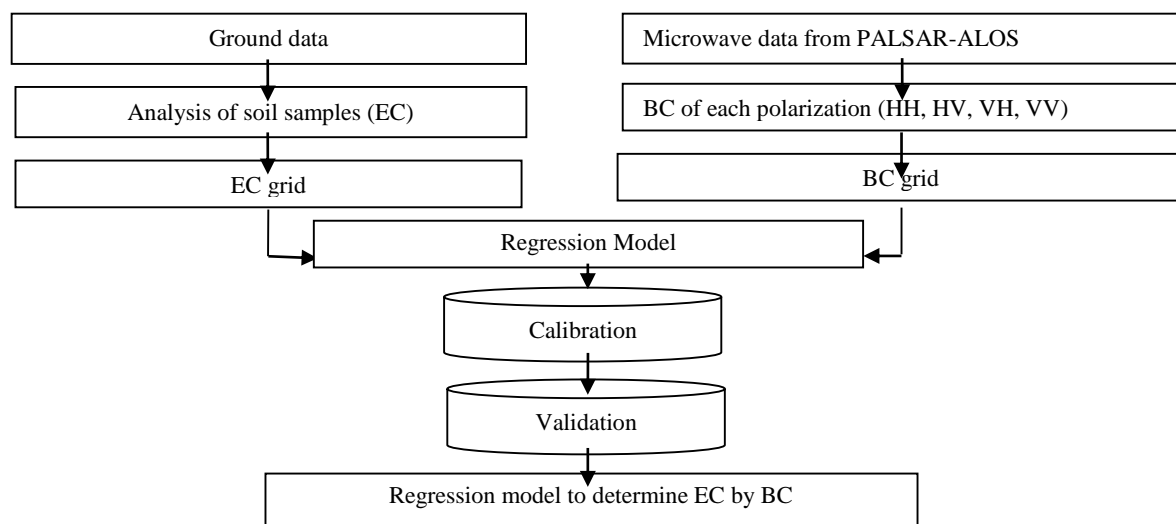 Ground data
Microwave data from PALSAR-ALOS
Analysis of soil samples (EC)
BC of each polarization (HH, HV, VH, VV)
EC grid
BC grid
Regression Model
Calibration
Validation
Regression model to determine EC by BC